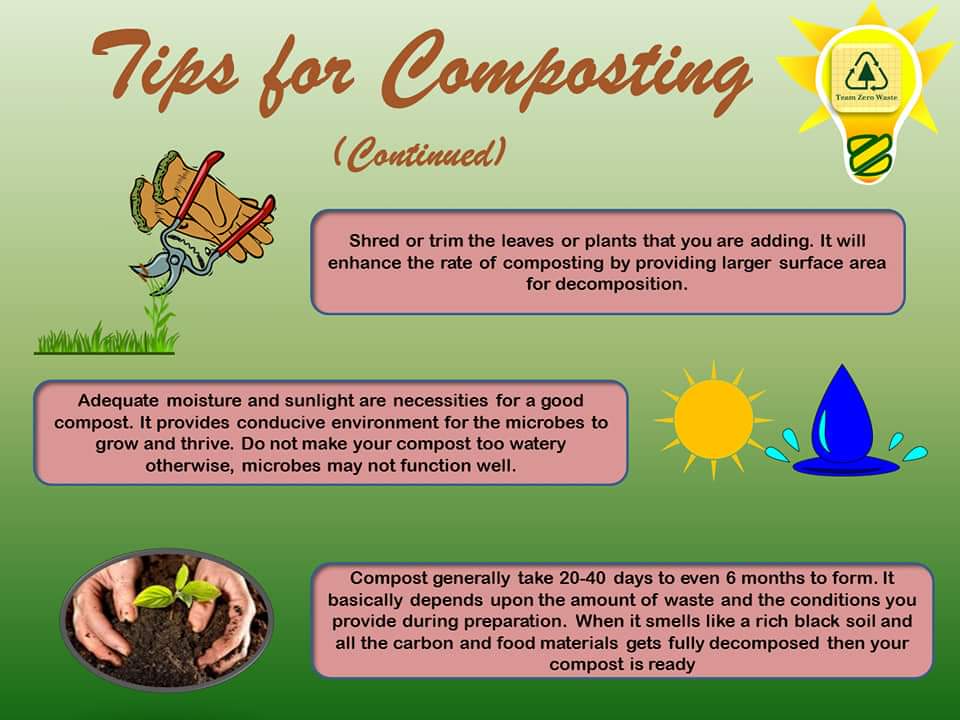 Tips for Composting
Team Zero Waste
(Continued)
Shred or trim the leaves or plants that you are adding. It will
enhance the rate of composting by providing larger surface area
for decomposition.
Adequate moisture and sunlight are necessities for a good
compost. It provides conducive environment for the microbes to
grow and thrive. Do not make your compost too watery
otherwise, microbes may not function well.
Compost generally take 20-40 days to even 6 months to form. It
basically depends upon the amount of waste and the conditions you
provide during preparation. When it smells like a rich black soil and
all the carbon and food materials gets fully decomposed then your
compost is ready